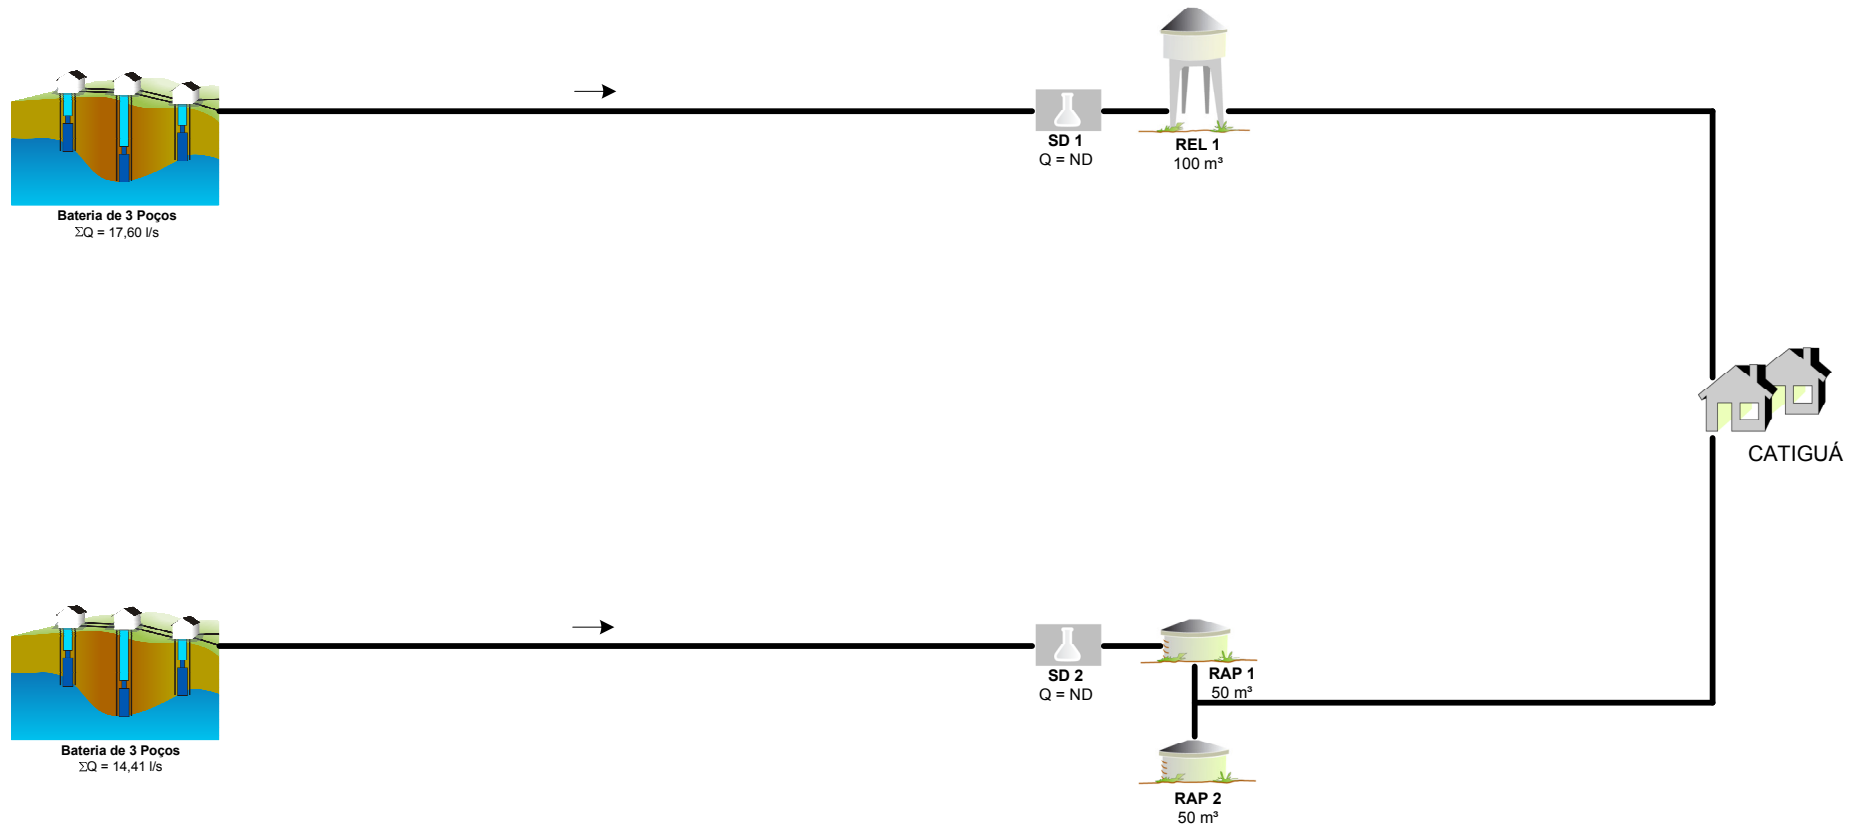 SD 1
Q = ND
REL 1
100 m³
Bateria de 3 Poços
ΣQ = 17,60 l/s
CATIGUÁ
SD 2
Q = ND
RAP 1
50 m³
Bateria de 3 Poços
ΣQ = 14,41 l/s
RAP 2
50 m³